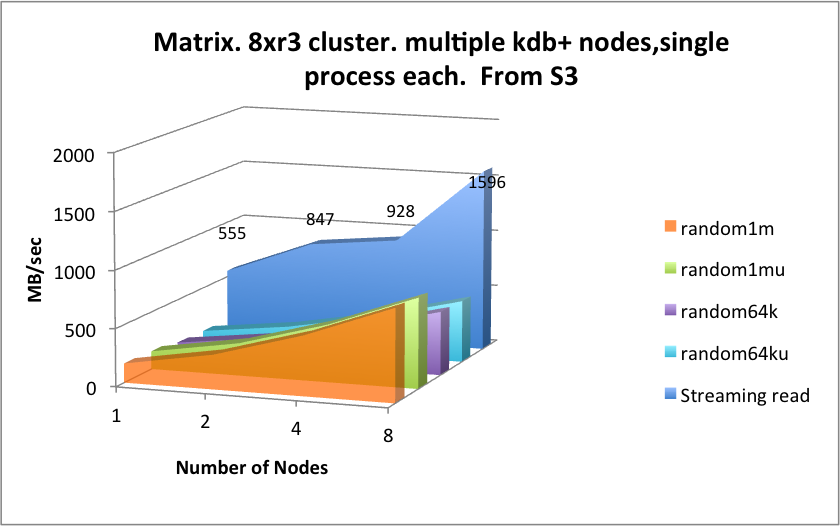 Matrix. 8xr3 cluster. multiple kdb+ nodes,single
process each.  From S3
2000
1500
1000
500
0
MB/sec
555
847
928
1596
1
2
4
8
Number of Nodes
random1m
random1mu
random64k
random64ku
Streaming read